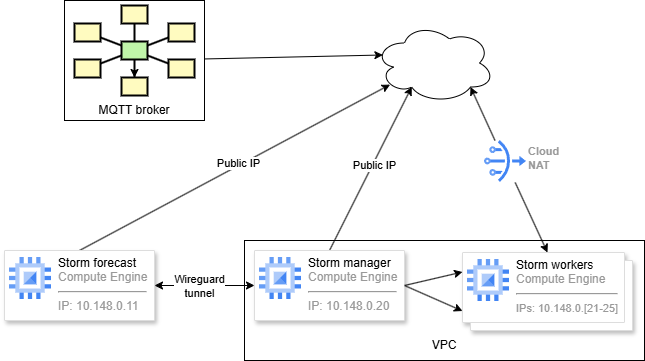 MQTT broker
Public IP
Public IP
Cloud
NAT
Storm forecast
Compute Engine
IP: 10.148.0.11
Wireguard
tunnel
Storm manager
Compute Engine
IP: 10.148.0.20
Storm workers
Compute Engine
IPs: 10.148.0.[21-25]
VPC